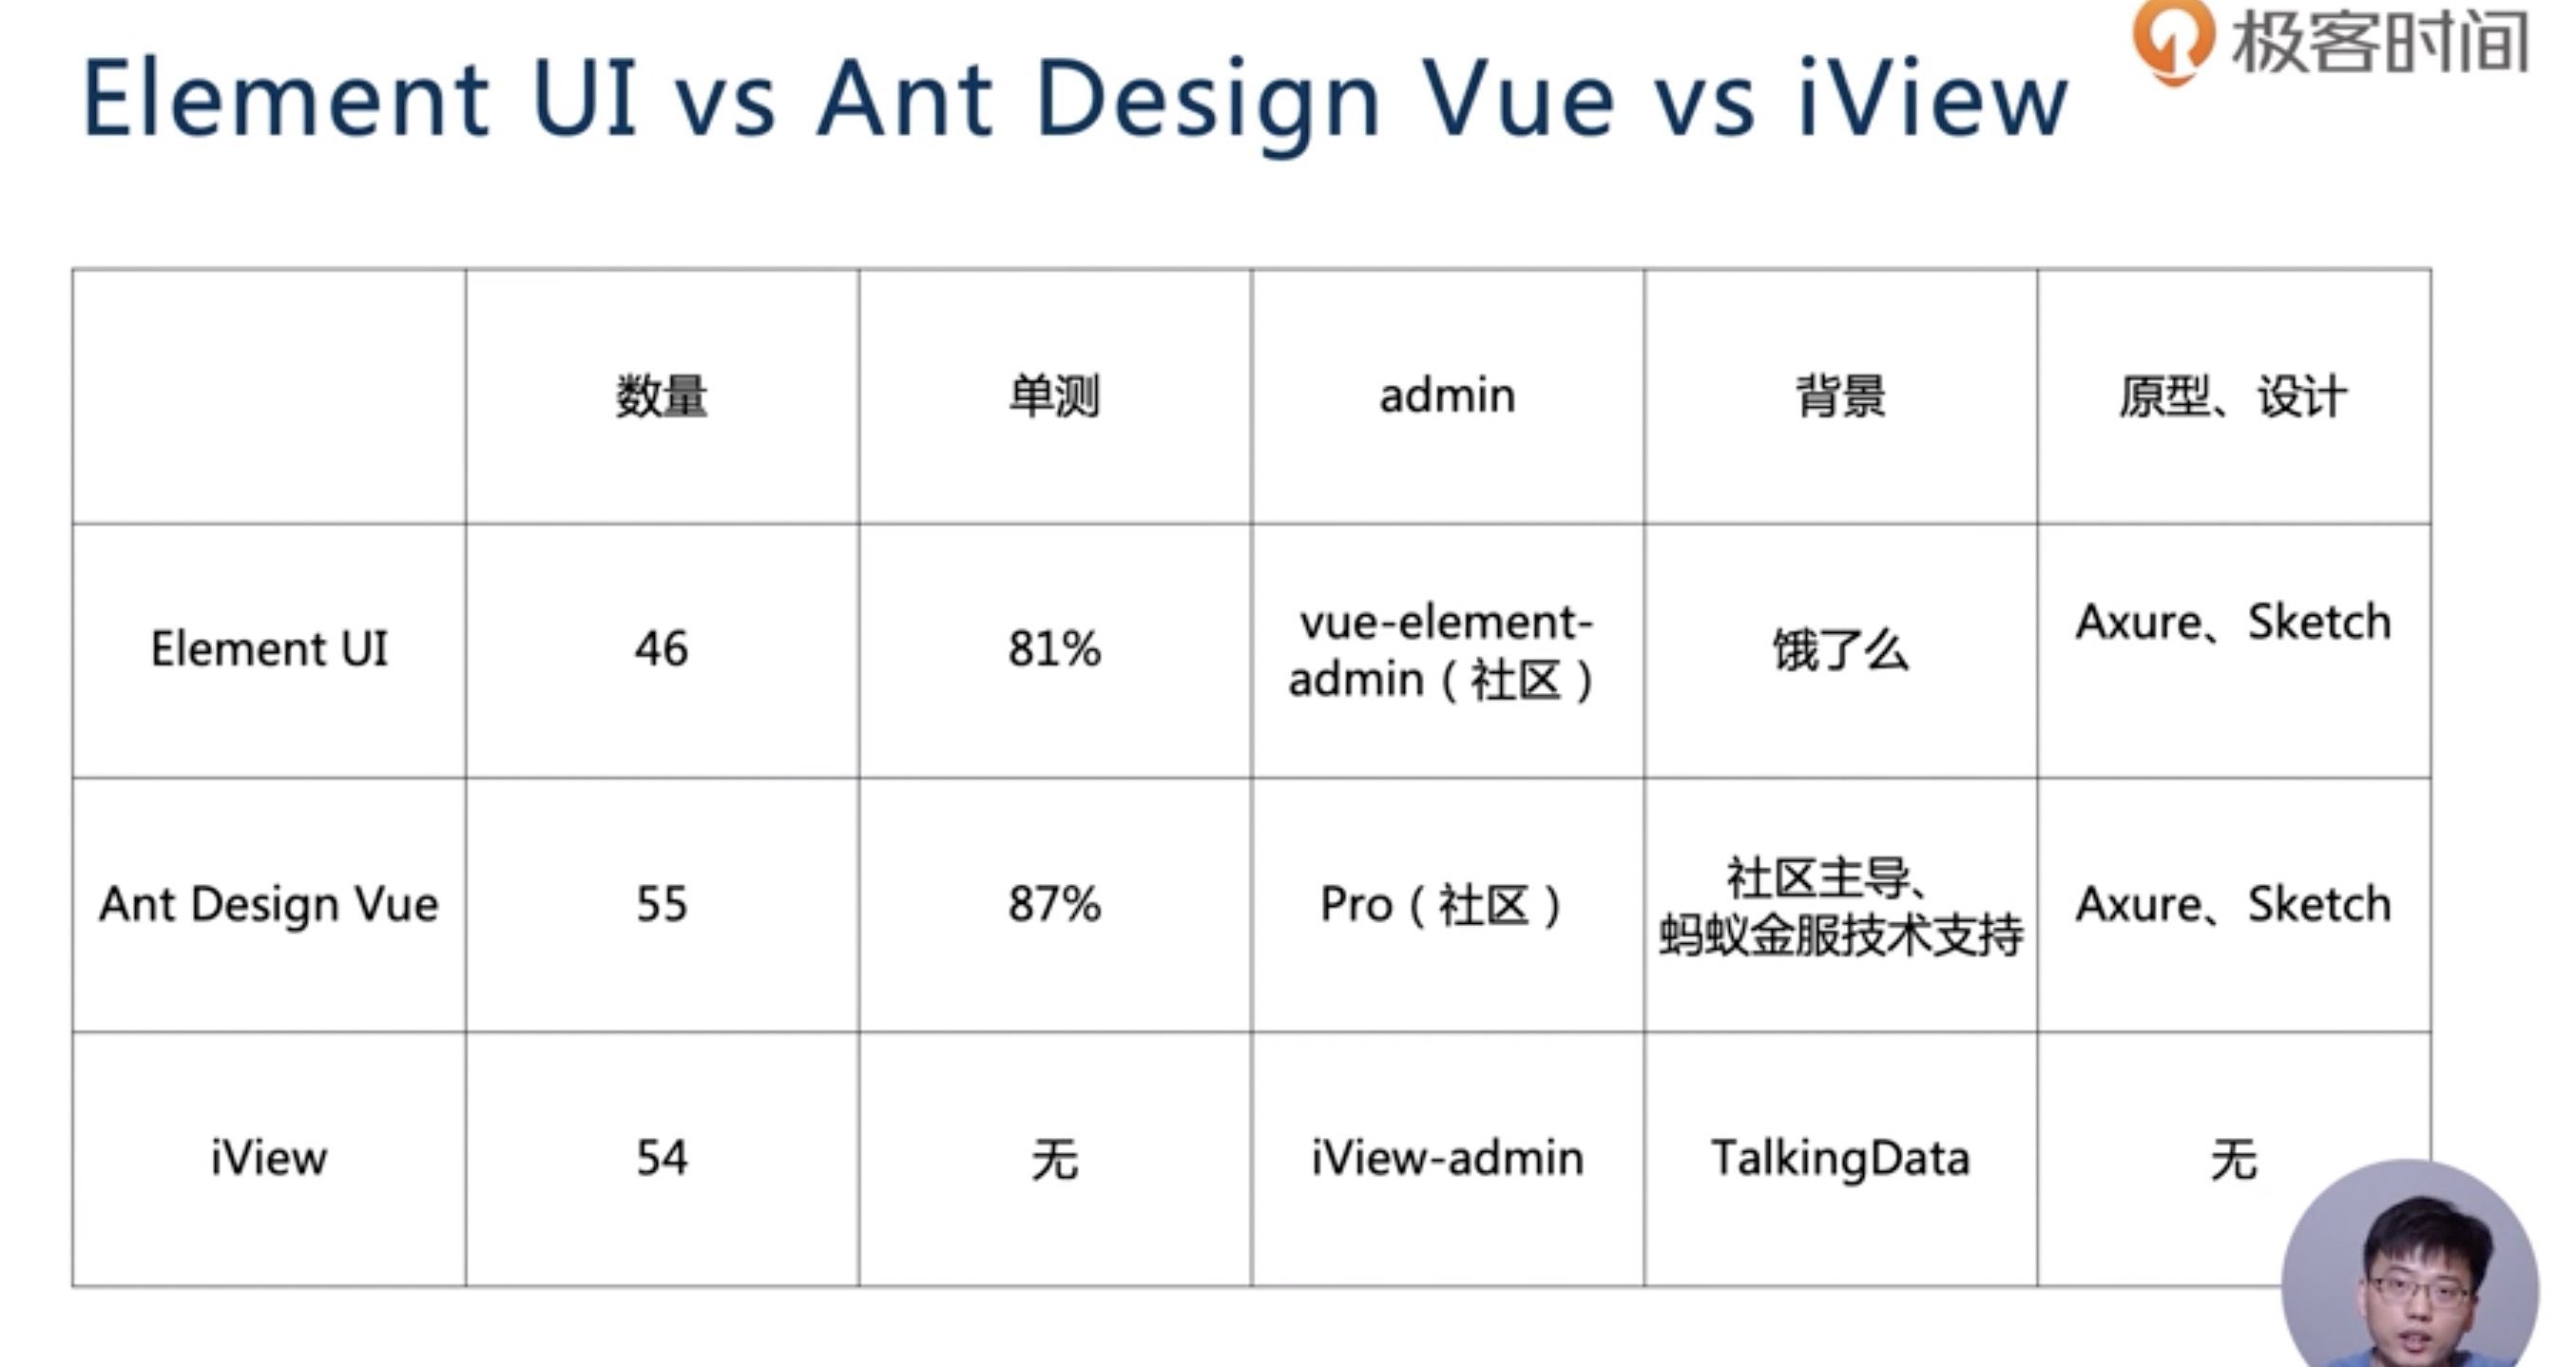 极客时间
Element UI vs Ant Design Vue vs iView
数量 单测 admin 背景 原型、设计
Element UI 46 81% vue-element-admin（社区） 饿了么 Axure、Sketch
Ant Design Vue 55 87% Pro（社区） 社区主导、蚂蚁金服技术支持 Axure、Sketch
iView 54 无 iView-admin TalkingData 无